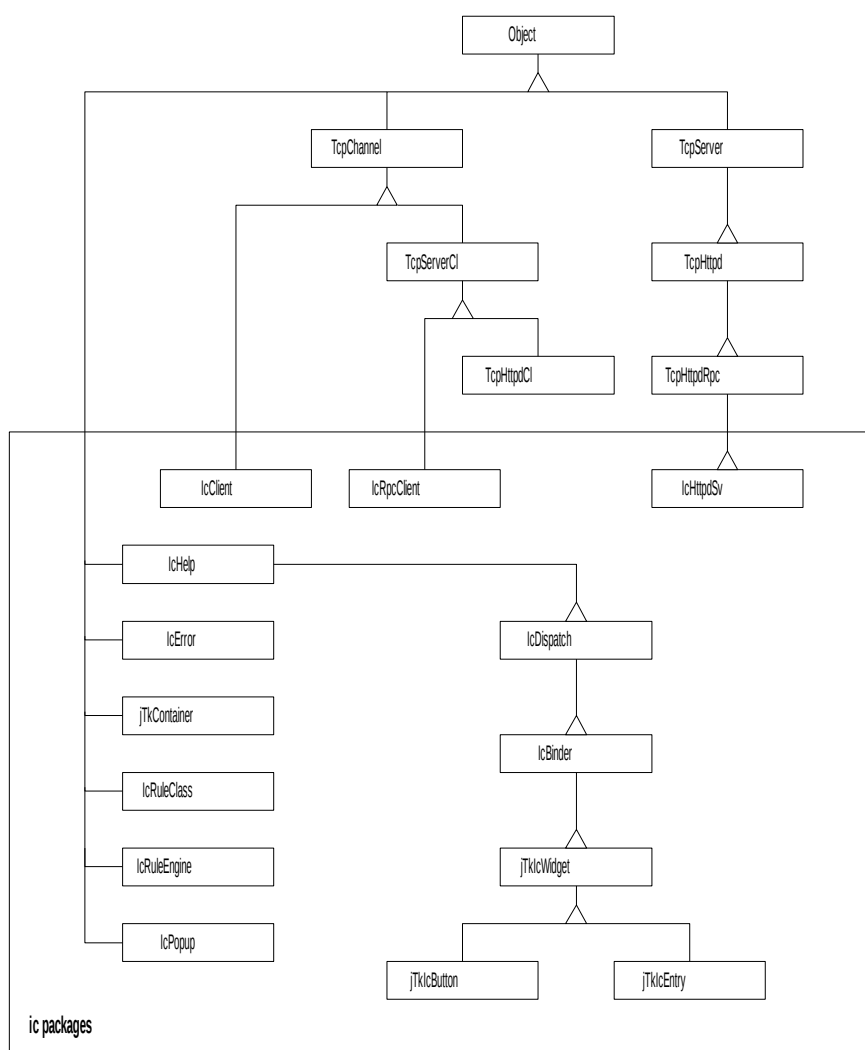 Object
TcpChannel
TcpServer
TcpServerCl
TcpHttpd
TcpHttpdCl
TcpHttpdRpc
IcClient
IcRpcClient
IcHttpdSv
IcHelp
IcError
IcDispatch
jTkContainer
IcBinder
IcRuleClass
IcRuleEngine
jTkIcWidget
IcPopup
jTkIcButton
jTkIcEntry
ic packages